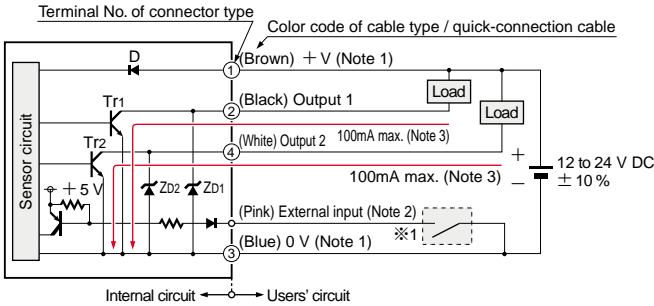 Terminal No. of connector type
Color code of cable type / quick-connection cable
D
(Brown) ＋V (Note 1)
1
Tr1
2
(Black) Output 1
Load
Load
Tr2
4
(White) Output 2
100mA max. (Note 3)
Sensor circuit
100mA max. (Note 3)
＋
－
12 to 24 V DC
±10 %
＋5 V
ZD2
ZD1
(Pink) External input (Note 2)
※1
3
(Blue) 0 V (Note 1)
Internal circuit
Users' circuit